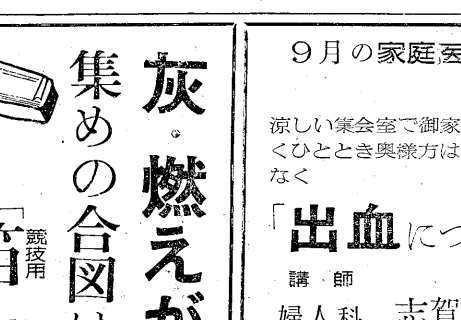 灰・燃えが
集めの合図は
競技用
9月の家庭医
涼しい集会室で御家
くひととき奥様方は
なく
「出血につ
講師
婦人科 志賀